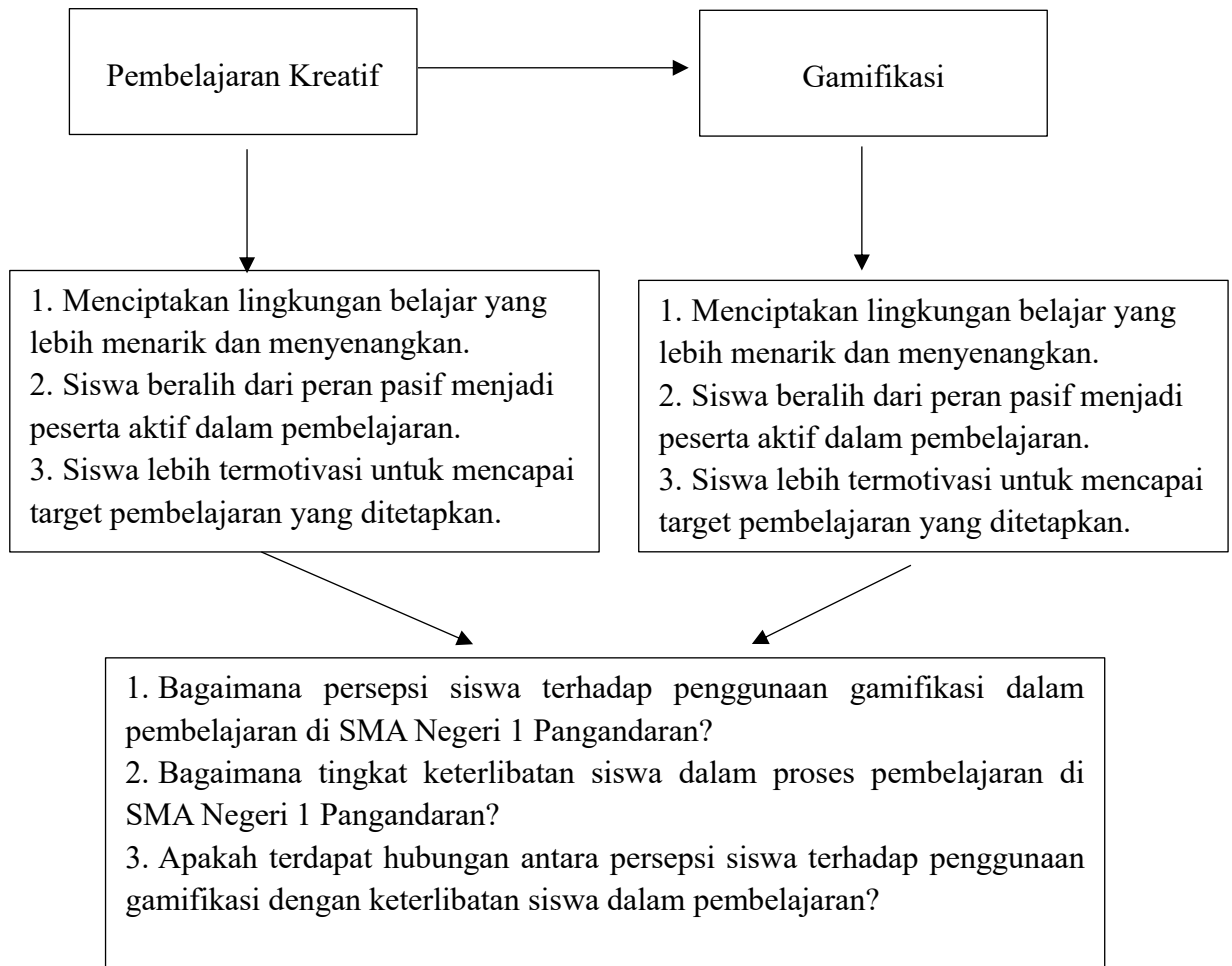 Pembelajaran Kreatif
Gamifikasi
1. Menciptakan lingkungan belajar yang
lebih menarik dan menyenangkan.
2. Siswa beralih dari peran pasif menjadi
peserta aktif dalam pembelajaran.
3. Siswa lebih termotivasi untuk mencapai
target pembelajaran yang ditetapkan.
1. Menciptakan lingkungan belajar yang
lebih menarik dan menyenangkan.
2. Siswa beralih dari peran pasif menjadi
peserta aktif dalam pembelajaran.
3. Siswa lebih termotivasi untuk mencapai
target pembelajaran yang ditetapkan.
1. Bagaimana persepsi siswa terhadap penggunaan gamifikasi dalam
pembelajaran di SMA Negeri 1 Pangandaran?
2. Bagaimana tingkat keterlibatan siswa dalam proses pembelajaran di
SMA Negeri 1 Pangandaran?
3. Apakah terdapat hubungan antara persepsi siswa terhadap penggunaan
gamifikasi dengan keterlibatan siswa dalam pembelajaran?